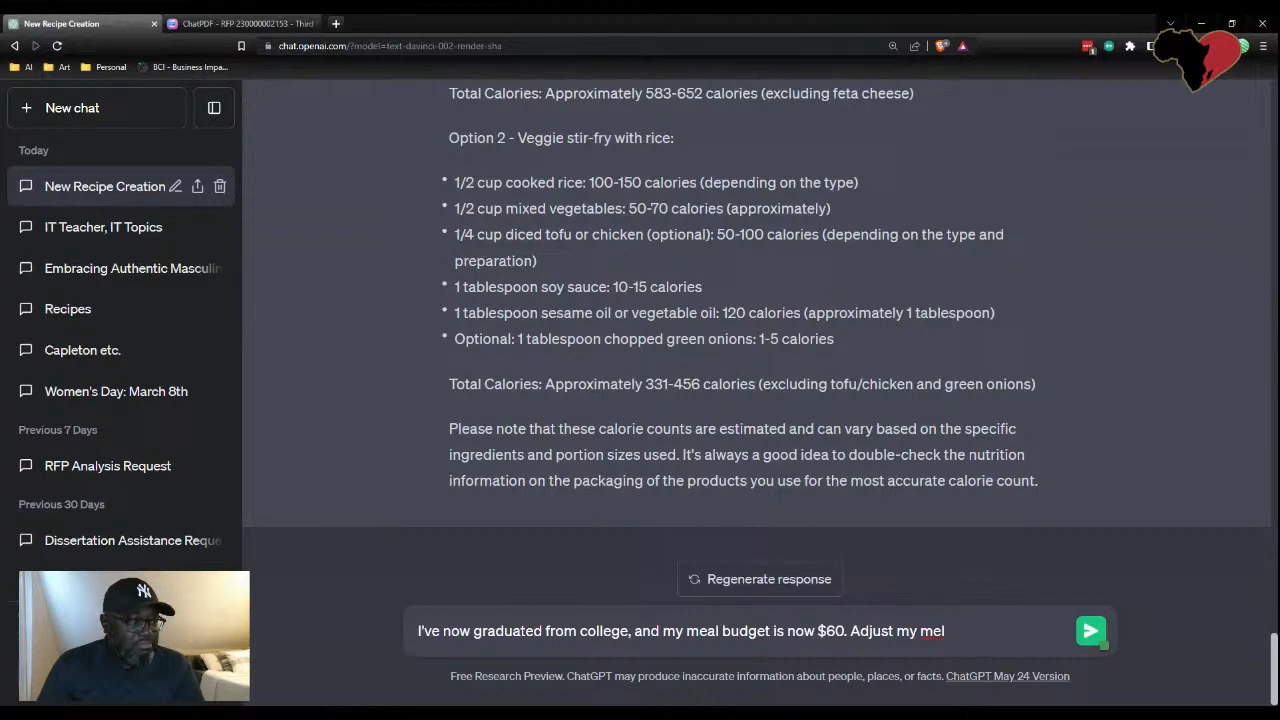 New Recipe Creation
ChatPDF - RFP 230000002153 - Third
chat.openai.com/?model=text-davinci-002-render-sha
AI
Art
Personal
BCI - Business Impa...
New chat
Today
New Recipe Creation
IT Teacher, IT Topics
Embracing Authentic Masculin
Recipes
Capleton etc.
Women's Day: March 8th
Previous 7 Days
RFP Analysis Request
Previous 30 Days
Dissertation Assistance Reque
Total Calories: Approximately 583-652 calories (excluding feta cheese)
Option 2 - Veggie stir-fry with rice:
• 1/2 cup cooked rice: 100-150 calories (depending on the type)
• 1/2 cup mixed vegetables: 50-70 calories (approximately)
• 1/4 cup diced tofu or chicken (optional): 50-100 calories (depending on the type and
preparation)
• 1 tablespoon soy sauce: 10-15 calories
• 1 tablespoon sesame oil or vegetable oil: 120 calories (approximately 1 tablespoon)
• Optional: 1 tablespoon chopped green onions: 1-5 calories
Total Calories: Approximately 331-456 calories (excluding tofu/chicken and green onions)
Please note that these calorie counts are estimated and can vary based on the specific
ingredients and portion sizes used. It's always a good idea to double-check the nutrition
information on the packaging of the products you use for the most accurate calorie count.
Regenerate response
I've now graduated from college, and my meal budget is now $60. Adjust my mel
Free Research Preview. ChatGPT may produce inaccurate information about people, places, or facts. ChatGPT May 24 Version